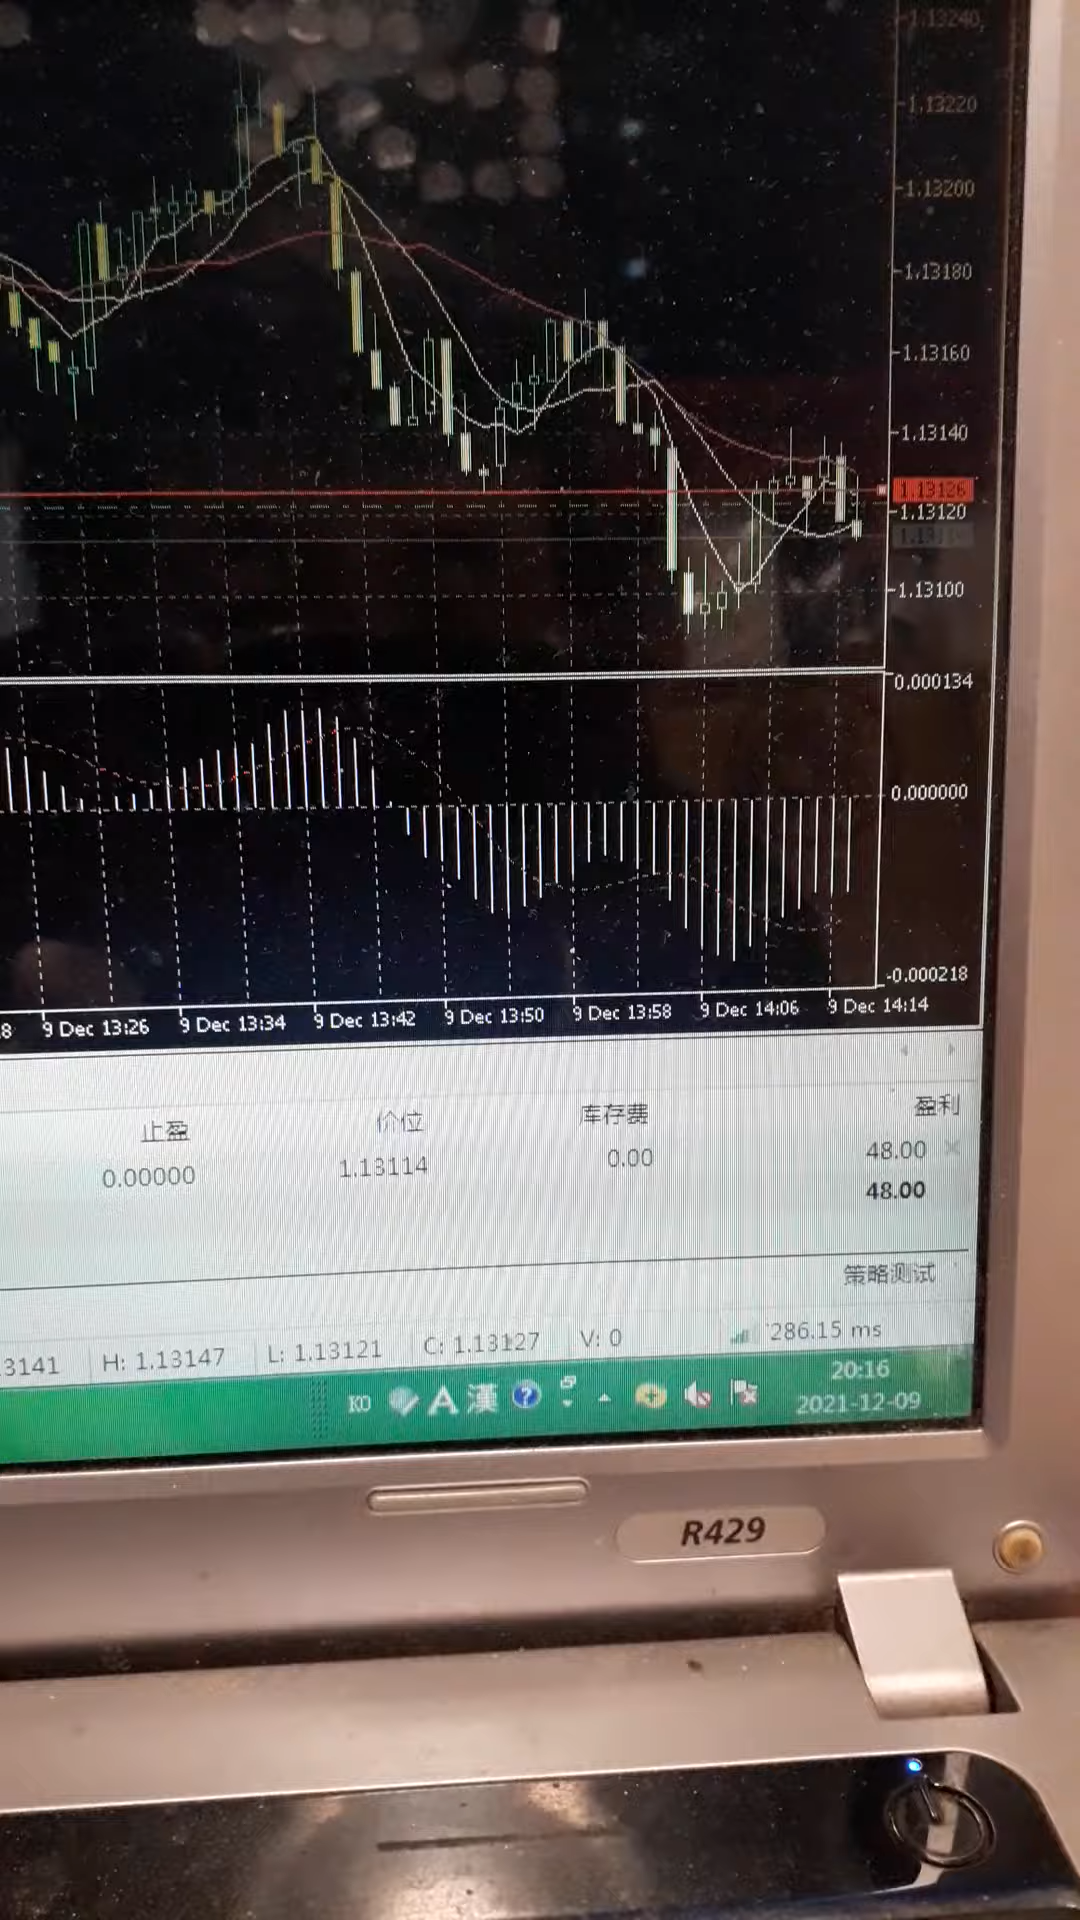 1.13240
1.13220
1.13200
1.13180
1.13160
1.13140
1.13126
1.13120
1.13100
0.000134
0.000000
-0.000218
8 9 Dec 13:26 9 Dec 13:34 9 Dec 13:42 9 Dec 13:50 9 Dec 13:58 9 Dec 14:06 9 Dec 14:14
止盈 价位 库存费 盈利
0.00000 1.13114 0.00 48.00
48.00
策略测试
3141 H: 1.13147 L: 1.13121 C: 1.13127 V: 0 286.15 ms
KO A 漢 ? 20:16
2021-12-09
R429